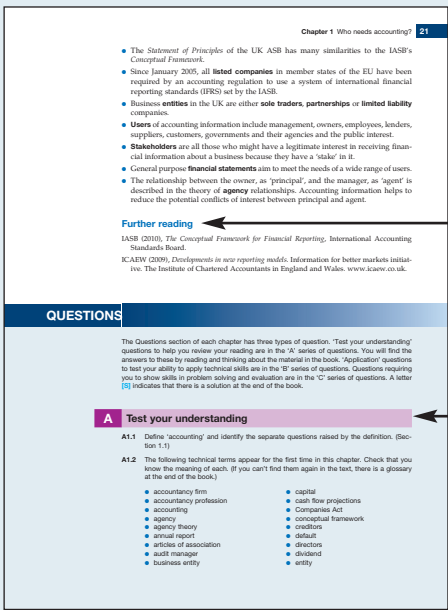 Chapter 1 Who needs accounting? 21
● The Statement of Principles of the UK ASB has many similarities to the IASB's
Conceptual Framework.
● Since January 2005, all listed companies in member states of the EU have been
required by an accounting regulation to use a system of international financial
reporting standards (IFRS) set by the IASB.
● Business entities in the UK are either sole traders, partnerships or limited liability
companies.
● Users of accounting information include management, owners, employees, lenders,
suppliers, customers, governments and their agencies and the public interest.
● Stakeholders are all those who might have a legitimate interest in receiving finan-
cial information about a business because they have a 'stake' in it.
● General purpose financial statements aim to meet the needs of a wide range of users.
● The relationship between the owner, as 'principal', and the manager, as 'agent' is
described in the theory of agency relationships. Accounting information helps to
reduce the potential conflicts of interest between principal and agent.
Further reading
IASB (2010), The Conceptual Framework for Financial Reporting, International Accounting
Standards Board.
ICAEW (2009), Developments in new reporting models. Information for better markets initiat-
ive. The Institute of Chartered Accountants in England and Wales. www.icaew.co.uk.
QUESTIONS
The Questions section of each chapter has three types of question. 'Test your understanding'
questions to help you review your reading are in the 'A' series of questions. You will find the
answers to these by reading and thinking about the material in the book. 'Application' questions
to test your ability to apply technical skills are in the 'B' series of questions. Questions requiring
you to show skills in problem solving and evaluation are in the 'C' series of questions. A letter
[S] indicates that there is a solution at the end of the book.
A Test your understanding
A1.1 Define 'accounting' and identify the separate questions raised by the definition. (Sec-
tion 1.1)
A1.2 The following technical terms appear for the first time in this chapter. Check that you
know the meaning of each. (If you can't find them again in the text, there is a glossary
at the end of the book.)
● accountancy firm
● accountancy profession
● accounting
● agency
● agency theory
● annual report
● articles of association
● audit manager
● business entity
● capital
● cash flow projections
● Companies Act
● conceptual framework
● creditors
● default
● directors
● dividend
● entity